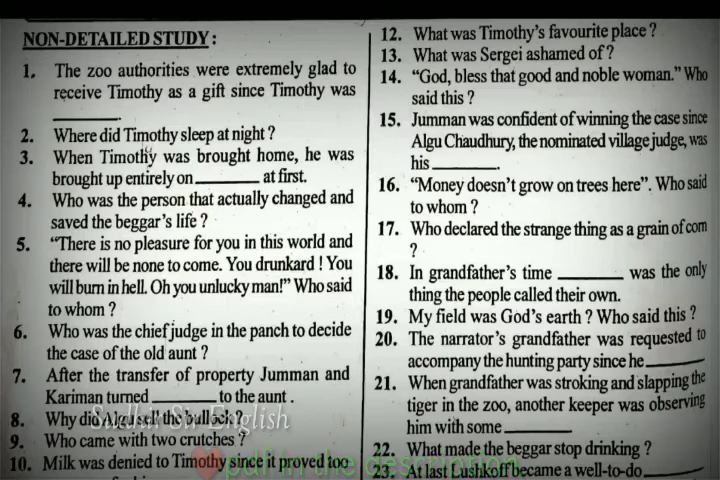 NON-DETAILED STUDY :
1. The zoo authorities were extremely glad to
receive Timothy as a gift since Timothy was
________.
2. Where did Timothy sleep at night ?
3. When Timothy was brought home, he was
brought up entirely on ________ at first.
4. Who was the person that actually changed and
saved the beggar's life ?
5. "There is no pleasure for you in this world and
there will be none to come. You drunkard ! You
will burn in hell. Oh you unlucky man!" Who said
to whom ?
6. Who was the chief judge in the panch to decide
the case of the old aunt ?
7. After the transfer of property Jumman and
Kariman turned ________ to the aunt .
8. Why did Algu sell the bullock ?
Sudhir Sir English
9. Who came with two crutches ?
10. Milk was denied to Timothy since it proved too
12. What was Timothy's favourite place ?
13. What was Sergei ashamed of ?
14. "God, bless that good and noble woman." Who
said this ?
15. Jumman was confident of winning the case since
Algu Chaudhury, the nominated village judge, was
his ________.
16. "Money doesn't grow on trees here". Who said
to whom ?
17. Who declared the strange thing as a grain of corn
?
18. In grandfather's time ________ was the only
thing the people called their own.
19. My field was God's earth ? Who said this ?
20. The narrator's grandfather was requested to
accompany the hunting party since he ________
21. When grandfather was stroking and slapping the
tiger in the zoo, another keeper was observing
him with some ________
22. What made the beggar stop drinking ?
pdf in the description
23. At last Lushkoff became a well-to-do ________